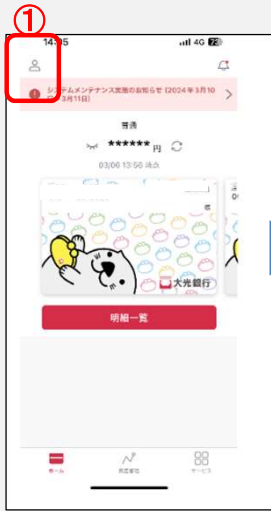 ①
14:05 4G
システムメンテナンス実施のお知らせ (2024年3月10
3月11日)
普通
****** 円
03/06 13:56 時点
大光銀行
明細一覧
ホーム 資産管理 サービス